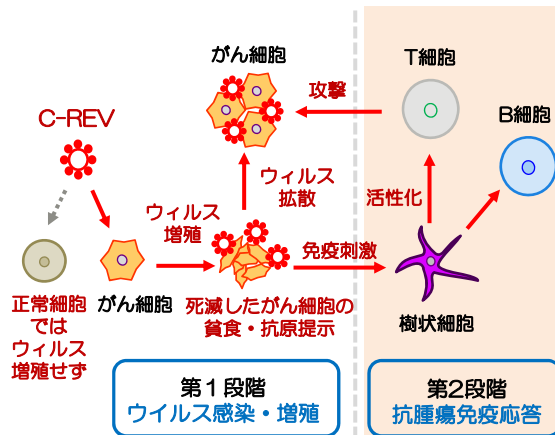 がん細胞
T細胞
B細胞
C-REV
攻撃
ウィルス
拡散
活性化
ウィルス
増殖
免疫刺激
正常細胞
では
ウィルス
増殖せず
がん細胞
死滅したがん細胞の
貧食・抗原提示
樹状細胞
第1段階
ウイルス感染・増殖
第2段階
抗腫瘍免疫応答